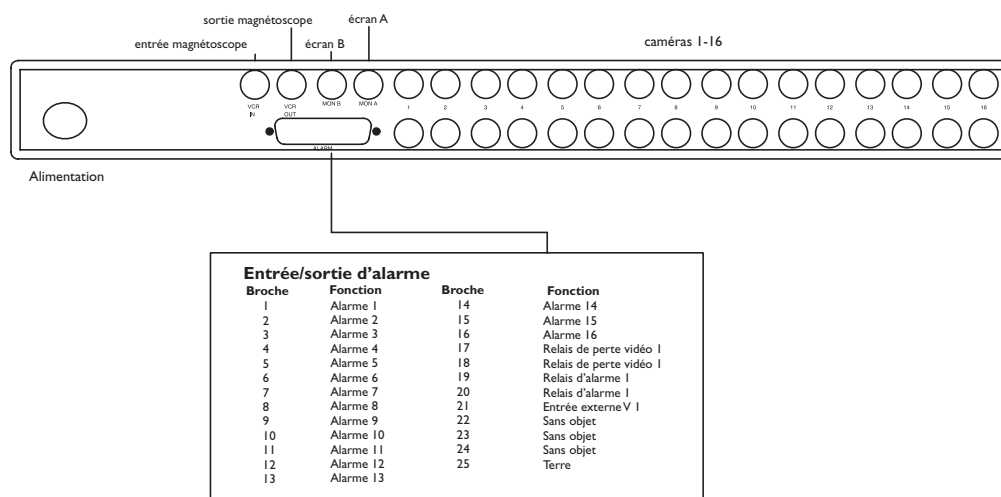 sortie magnétoscope écran A
entrée magnétoscope écran B caméras 1-16
VCR IN VCR OUT MON B MON A 1 2 3 4 5 6 7 8 9 10 11 12 13 14 15 16
ALARM
Alimentation
Entrée/sortie d'alarme
Broche Fonction Broche Fonction
1 Alarme 1 14 Alarme 14
2 Alarme 2 15 Alarme 15
3 Alarme 3 16 Alarme 16
4 Alarme 4 17 Relais de perte vidéo 1
5 Alarme 5 18 Relais de perte vidéo 1
6 Alarme 6 19 Relais d'alarme 1
7 Alarme 7 20 Relais d'alarme 1
8 Alarme 8 21 Entrée externe V 1
9 Alarme 9 22 Sans objet
10 Alarme 10 23 Sans objet
11 Alarme 11 24 Sans objet
12 Alarme 12 25 Terre
13 Alarme 13